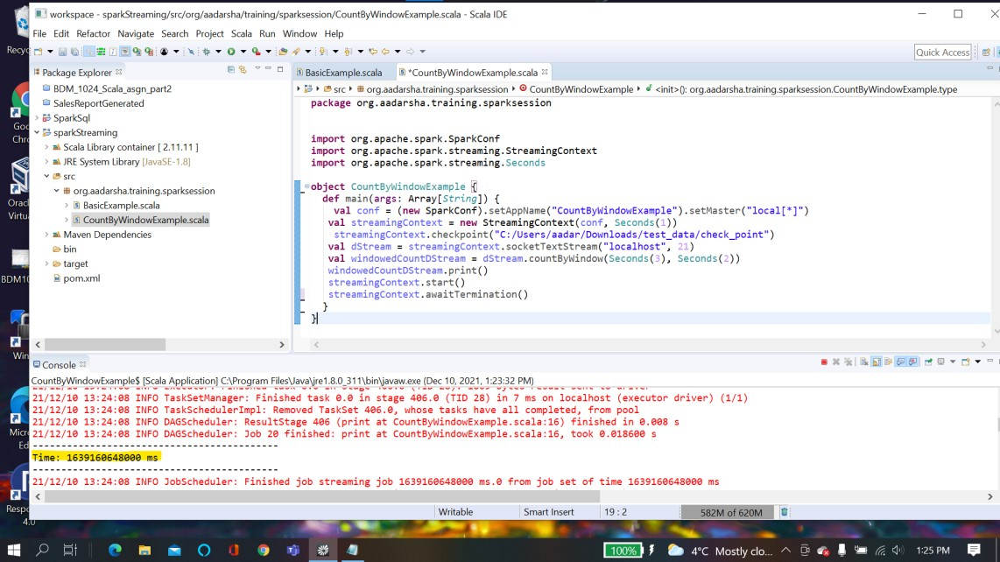 workspace - sparkStreaming/src/org/aadarsha/training/sparksession/CountByWindowExample.scala - Scala IDE
File Edit Refactor Navigate Search Project Scala Run Window Help
Quick Access
Package Explorer
BDM_1024_Scala_asgn_part2
SalesReportGenerated
SparkSql
sparkStreaming
Scala Library container [ 2.11.11 ]
JRE System Library [JavaSE-1.8]
src
org.aadarsha.training.sparksession
BasicExample.scala
CountByWindowExample.scala
Maven Dependencies
bin
target
pom.xml
BasicExample.scala
*CountByWindowExample.scala
src org.aadarsha.training.sparksession CountByWindowExample <init>(): org.aadarsha.training.sparksession.CountByWindowExample.type
package org.aadarsha.training.sparksession
import org.apache.spark.SparkConf
import org.apache.spark.streaming.StreamingContext
import org.apache.spark.streaming.Seconds
object CountByWindowExample {
def main(args: Array[String]) {
val conf = (new SparkConf).setAppName("CountByWindowExample").setMaster("local[*]")
val streamingContext = new StreamingContext(conf, Seconds(1))
streamingContext.checkpoint("C:/Users/aadar/Downloads/test_data/check_point")
val dStream = streamingContext.socketTextStream("localhost", 21)
val windowedCountDStream = dStream.countByWindow(Seconds(3), Seconds(2))
windowedCountDStream.print()
streamingContext.start()
streamingContext.awaitTermination()
}
}
Console
CountByWindowExample$ [Scala Application] C:\Program Files\Java\jre1.8.0_311\bin\javaw.exe (Dec 10, 2021, 1:23:32 PM)
21/12/10 13:24:08 INFO TaskSetManager: Finished task 0.0 in stage 406.0 (TID 28) in 7 ms on localhost (executor driver) (1/1)
21/12/10 13:24:08 INFO TaskSchedulerImpl: Removed TaskSet 406.0, whose tasks have all completed, from pool
21/12/10 13:24:08 INFO DAGScheduler: ResultStage 406 (print at CountByWindowExample.scala:16) finished in 0.008 s
21/12/10 13:24:08 INFO DAGScheduler: Job 20 finished: print at CountByWindowExample.scala:16, took 0.018600 s
-------------------------------------------
Time: 1639160648000 ms
-------------------------------------------
21/12/10 13:24:08 INFO JobScheduler: Finished job streaming job 1639160648000 ms.0 from job set of time 1639160648000 ms
Writable
Smart Insert
19 : 2
582M of 620M
Recyc
Goo
Chr
Orac
Virtu
BDM10
Win
Micr
Ed
Respo
4.0
100%
4°C Mostly clo...
1:25 PM